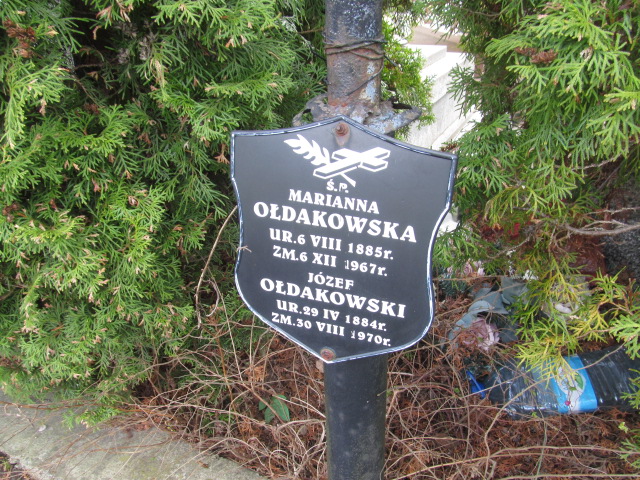 Ś.P.
MARIANNA
OŁDAKOWSKA
UR.6 VIII 1885r.
ZM.6 XII 1967r.
JÓZEF
OŁDAKOWSKI
UR.29 IV 1884r.
ZM.30 VIII 1970r.